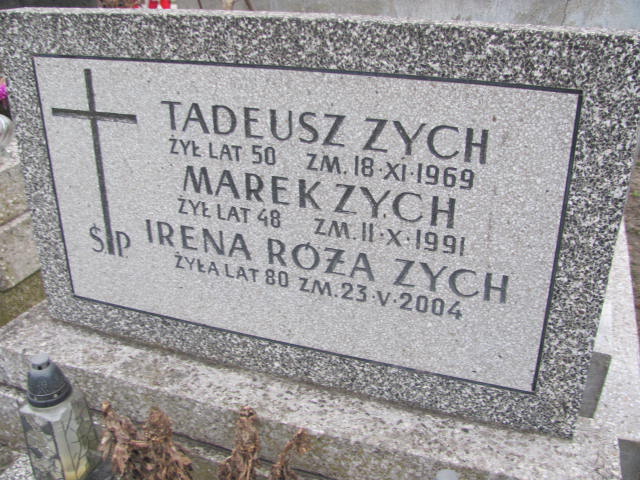 TADEUSZ ZYCH
ŻYŁ LAT 50 ZM. 18·XI·1969
MAREK ZYCH
ŻYŁ LAT 48 ZM. 11·X·1991
Ś.P. IRENA RÓŻA ZYCH
ŻYŁA LAT 80 ZM. 23·V·2004